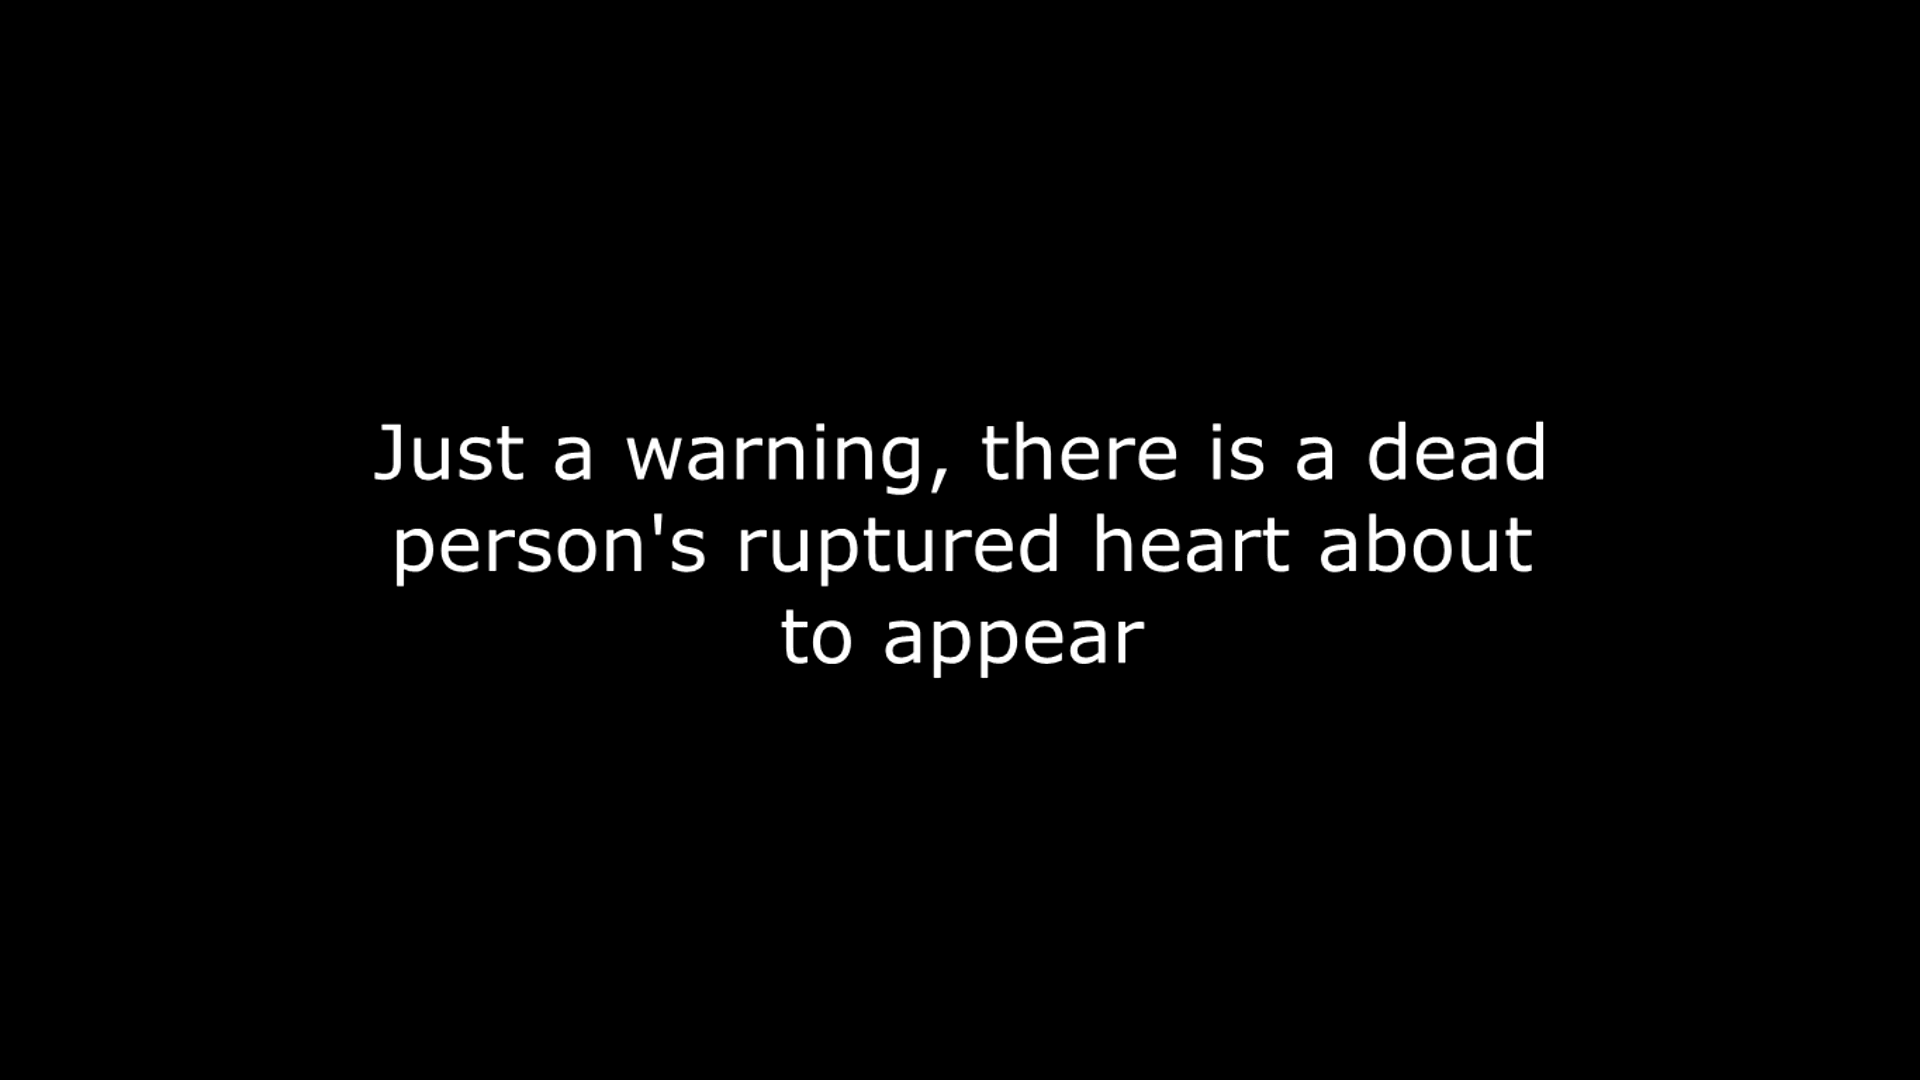 Just a warning, there is a dead
person's ruptured heart about
to appear